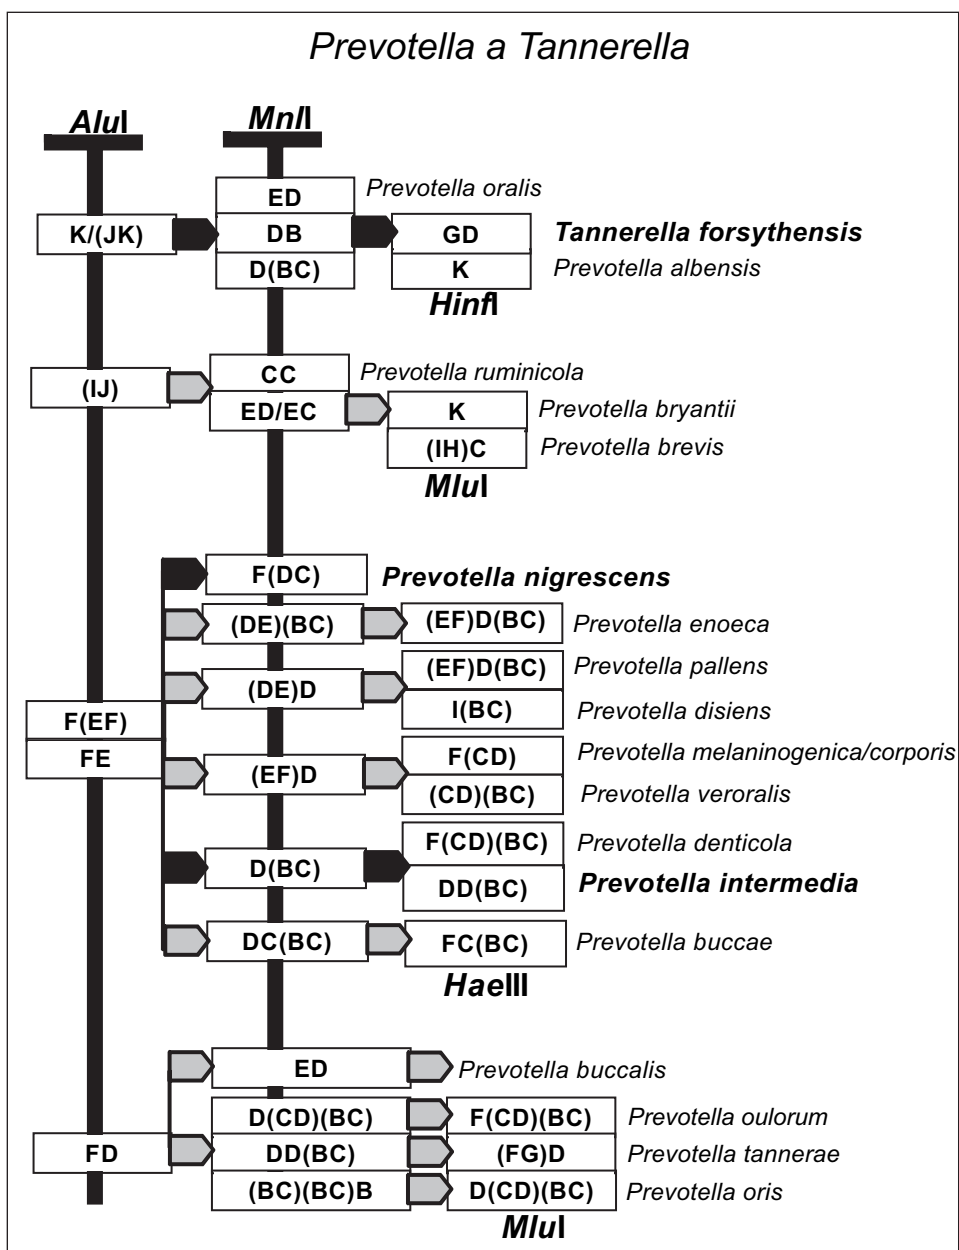 Prevotella a Tannerella
AluI
MnlI
ED
Prevotella oralis
K/(JK)
DB
GD
Tannerella forsythensis
D(BC)
K
Prevotella albensis
HinfI
(IJ)
CC
Prevotella ruminicola
ED/EC
K
Prevotella bryantii
(IH)C
Prevotella brevis
MluI
F(DC)
Prevotella nigrescens
(DE)(BC)
(EF)D(BC)
Prevotella enoeca
(DE)D
(EF)D(BC)
Prevotella pallens
I(BC)
Prevotella disiens
F(EF)
FE
(EF)D
F(CD)
Prevotella melaninogenica/corporis
(CD)(BC)
Prevotella veroralis
D(BC)
F(CD)(BC)
Prevotella denticola
DD(BC)
Prevotella intermedia
DC(BC)
FC(BC)
Prevotella buccae
HaeIII
ED
Prevotella buccalis
D(CD)(BC)
F(CD)(BC)
Prevotella oulorum
FD
DD(BC)
(FG)D
Prevotella tannerae
(BC)(BC)B
D(CD)(BC)
Prevotella oris
MluI